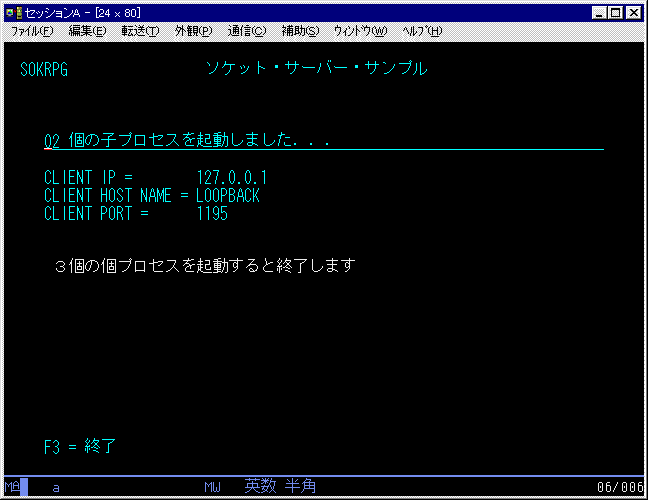 セッションA - [24 × 80]
ファイル(F) 編集(E) 転送(T) 外観(P) 通信(C) 補助(S) ウィンドウ(W) ヘルプ(H)
SOKRPG ソケット・サーバー・サンプル
02 個の子プロセスを起動しました...
CLIENT IP = 127.0.0.1
CLIENT HOST NAME = LOOPBACK
CLIENT PORT = 1195
3個の個プロセスを起動すると終了します
F3 = 終了
MA a MW 英数 半角 06/006